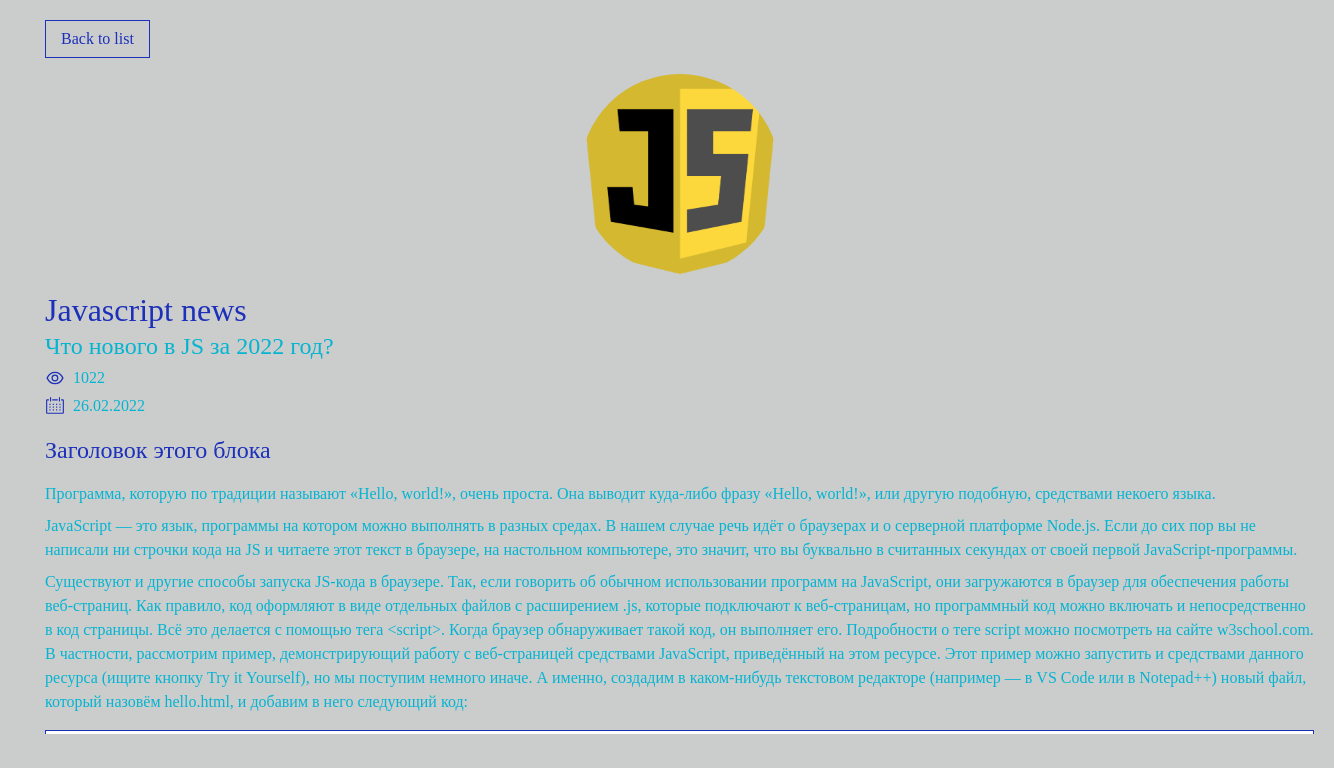 Back to list
JS
Javascript news
Что нового в JS за 2022 год?
1022
26.02.2022
Заголовок этого блока
Программа, которую по традиции называют «Hello, world!», очень проста. Она выводит куда-либо фразу «Hello, world!», или другую подобную, средствами некоего языка.
JavaScript — это язык, программы на котором можно выполнять в разных средах. В нашем случае речь идёт о браузерах и о серверной платформе Node.js. Если до сих пор вы не
написали ни строчки кода на JS и читаете этот текст в браузере, на настольном компьютере, это значит, что вы буквально в считанных секундах от своей первой JavaScript-программы.
Существуют и другие способы запуска JS-кода в браузере. Так, если говорить об обычном использовании программ на JavaScript, они загружаются в браузер для обеспечения работы
веб-страниц. Как правило, код оформляют в виде отдельных файлов с расширением .js, которые подключают к веб-страницам, но программный код можно включать и непосредственно
в код страницы. Всё это делается с помощью тега <script>. Когда браузер обнаруживает такой код, он выполняет его. Подробности о теге script можно посмотреть на сайте w3school.com.
В частности, рассмотрим пример, демонстрирующий работу с веб-страницей средствами JavaScript, приведённый на этом ресурсе. Этот пример можно запустить и средствами данного
ресурса (ищите кнопку Try it Yourself), но мы поступим немного иначе. А именно, создадим в каком-нибудь текстовом редакторе (например — в VS Code или в Notepad++) новый файл,
который назовём hello.html, и добавим в него следующий код: